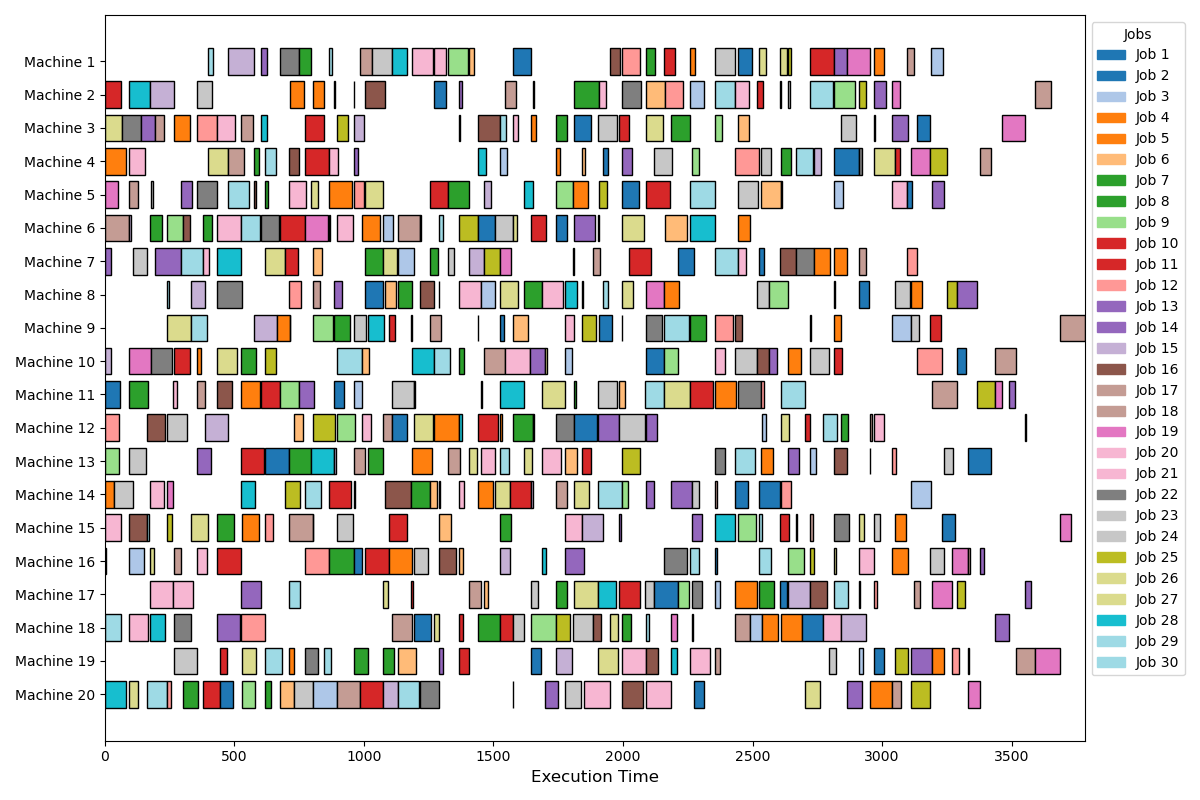 Jobs
Job 1
Job 2
Job 3
Job 4
Job 5
Job 6
Job 7
Job 8
Job 9
Job 10
Job 11
Job 12
Job 13
Job 14
Job 15
Job 16
Job 17
Job 18
Job 19
Job 20
Job 21
Job 22
Job 23
Job 24
Job 25
Job 26
Job 27
Job 28
Job 29
Job 30
Machine 1
Machine 2
Machine 3
Machine 4
Machine 5
Machine 6
Machine 7
Machine 8
Machine 9
Machine 10
Machine 11
Machine 12
Machine 13
Machine 14
Machine 15
Machine 16
Machine 17
Machine 18
Machine 19
Machine 20
0 500 1000 1500 2000 2500 3000 3500
Execution Time